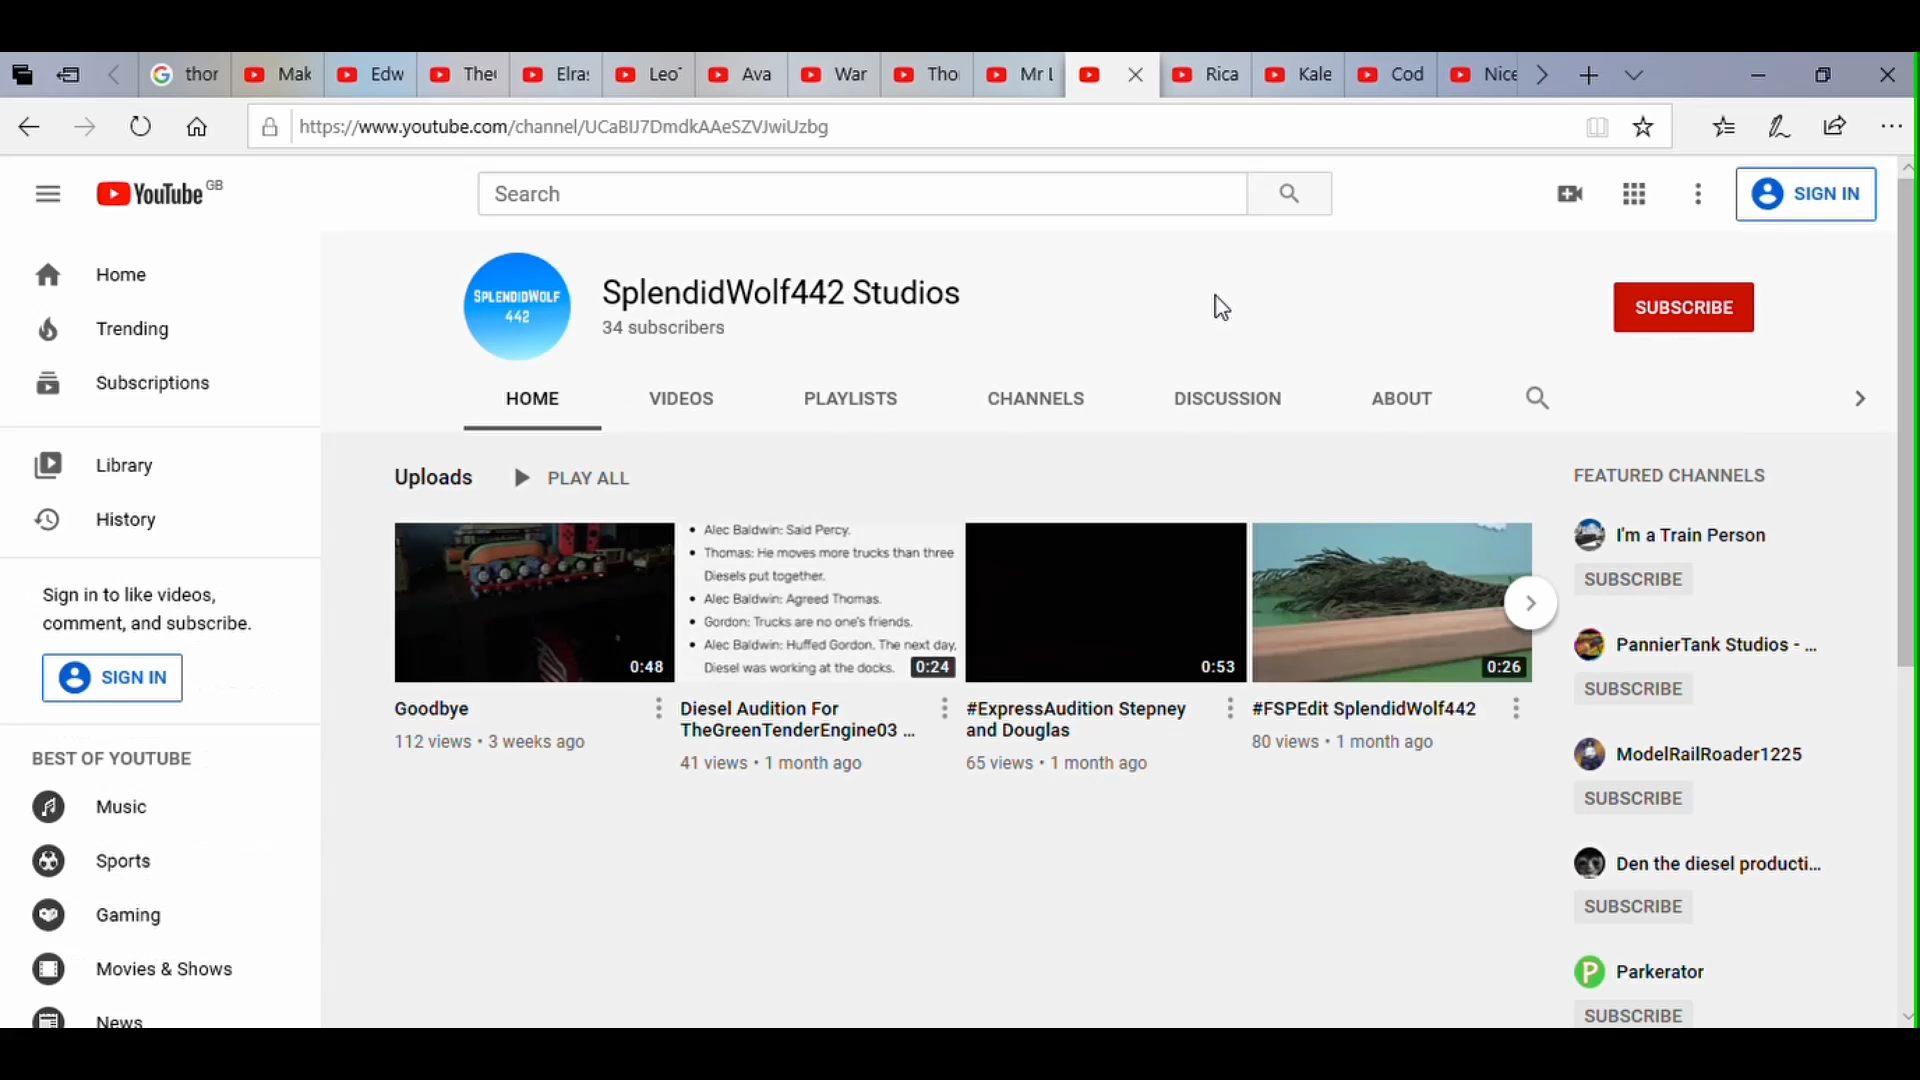 thor
Mak
Edw
The
Elra
Leo
Ava
War
Tho
Mr L
Rica
Kale
Cod
Nice
https://www.youtube.com/channel/UCaBIJ7DmdkAAeSZVJwiUzbg
YouTube GB
Search
SIGN IN
Home
Trending
Subscriptions
Library
History
Sign in to like videos,
comment, and subscribe.
SIGN IN
BEST OF YOUTUBE
Music
Sports
Gaming
Movies & Shows
News
SPLENDIDWOLF
442
SplendidWolf442 Studios
34 subscribers
SUBSCRIBE
HOME
VIDEOS
PLAYLISTS
CHANNELS
DISCUSSION
ABOUT
Uploads
PLAY ALL
0:48
Goodbye
112 views • 3 weeks ago
• Alec Baldwin: Said Percy.
• Thomas: He moves more trucks than three
Diesels put together.
• Alec Baldwin: Agreed Thomas.
• Gordon: Trucks are no one's friends.
• Alec Baldwin: Huffed Gordon. The next day,
Diesel was working at the docks.
0:24
Diesel Audition For
TheGreenTenderEngine03 ...
41 views • 1 month ago
0:53
#ExpressAudition Stepney
and Douglas
65 views • 1 month ago
0:26
#FSPEdit SplendidWolf442
80 views • 1 month ago
FEATURED CHANNELS
I'm a Train Person
SUBSCRIBE
PannierTank Studios - ...
SUBSCRIBE
ModelRailRoader1225
SUBSCRIBE
Den the diesel producti...
SUBSCRIBE
P
Parkerator
SUBSCRIBE